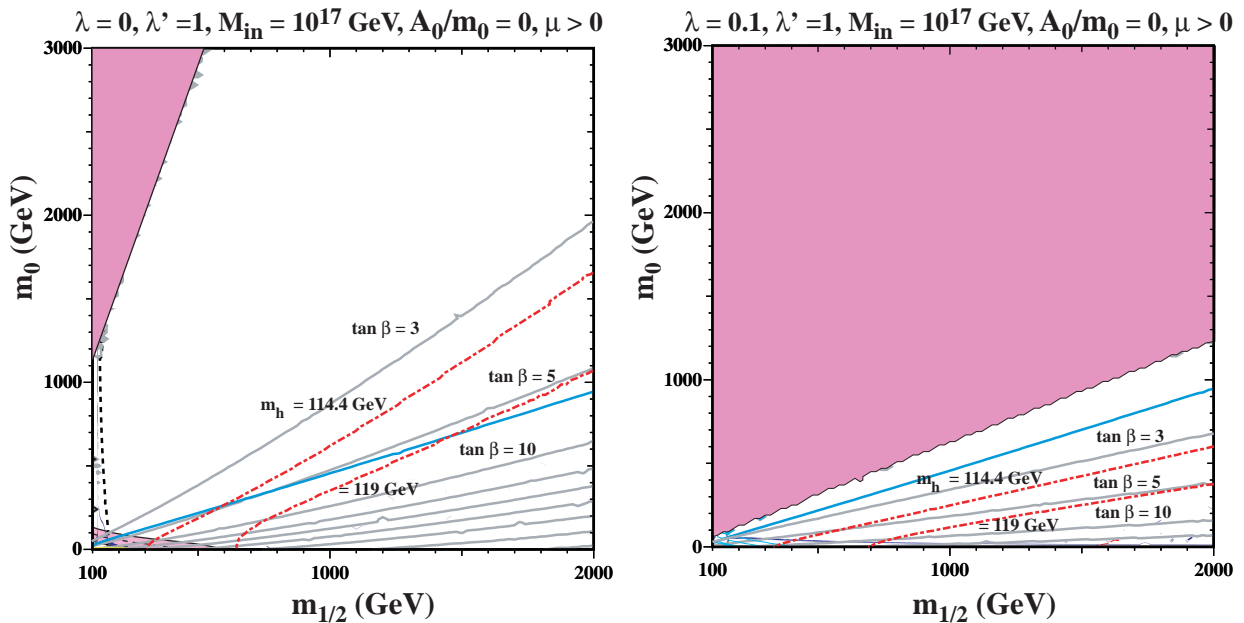 λ = 0, λ' =1, M_in = 10^17 GeV, A_0/m_0 = 0, μ > 0
3000
2000
1000
0
m_0 (GeV)
tan β = 3
tan β = 5
m_h = 114.4 GeV
tan β = 10
= 119 GeV
100
1000
2000
m_1/2 (GeV)
λ = 0.1, λ' =1, M_in = 10^17 GeV, A_0/m_0 = 0, μ > 0
3000
2000
1000
0
m_0 (GeV)
tan β = 3
m_h = 114.4 GeV
tan β = 5
tan β = 10
= 119 GeV
100
1000
2000
m_1/2 (GeV)